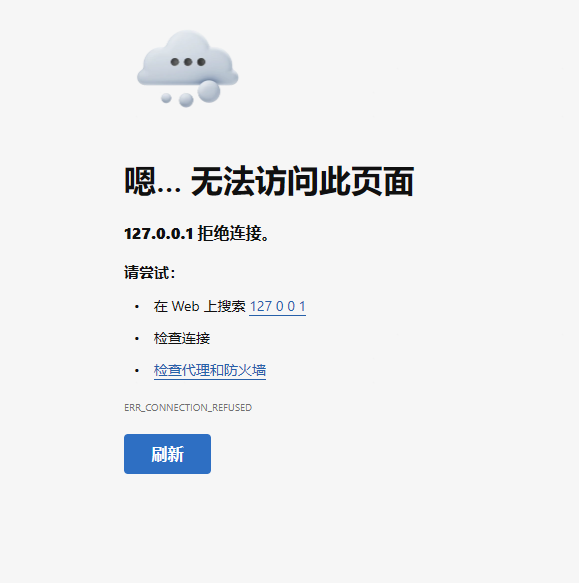 嗯... 无法访问此页面
127.0.0.1 拒绝连接。
请尝试：
• 在 Web 上搜索 127 0 0 1
• 检查连接
• 检查代理和防火墙
ERR_CONNECTION_REFUSED
刷新